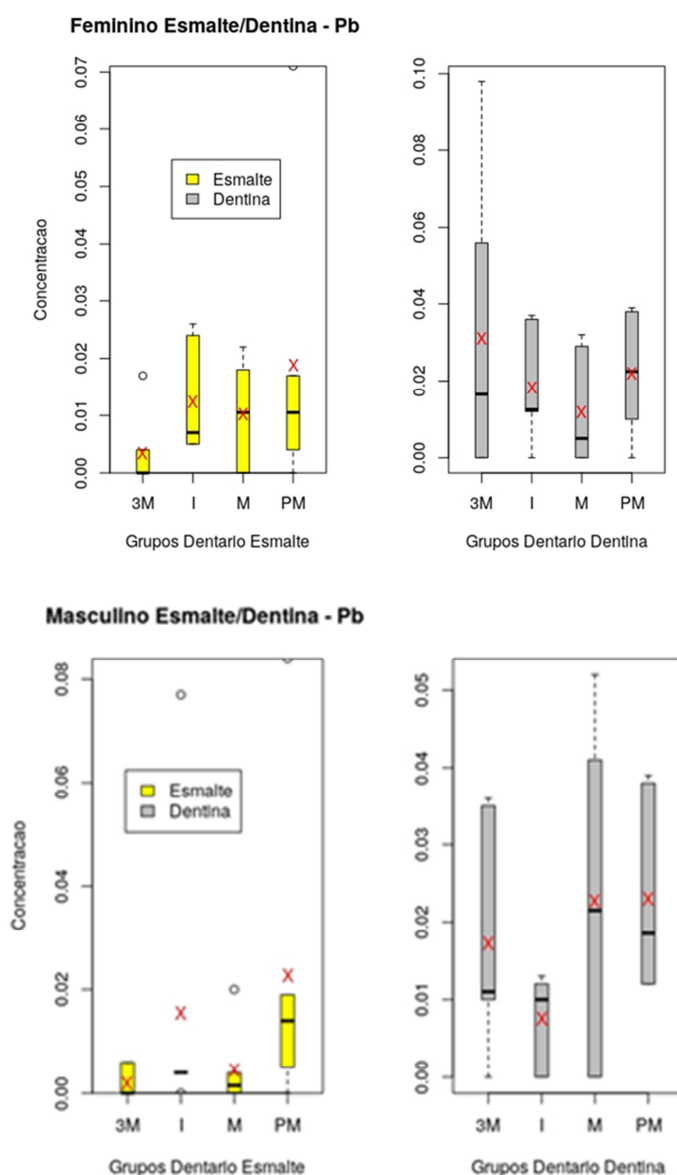 Feminino Esmalte/Dentina - Pb
Concentracao
0.00 0.01 0.02 0.03 0.04 0.05 0.06 0.07
Esmalte
Dentina
3M I M PM
Grupos Dentario Esmalte
0.00 0.02 0.04 0.06 0.08 0.10
3M I M PM
Grupos Dentario Dentina
Masculino Esmalte/Dentina - Pb
Concentracao
0.00 0.02 0.04 0.06 0.08
Esmalte
Dentina
3M I M PM
Grupos Dentario Esmalte
0.00 0.01 0.02 0.03 0.04 0.05
3M I M PM
Grupos Dentario Dentina